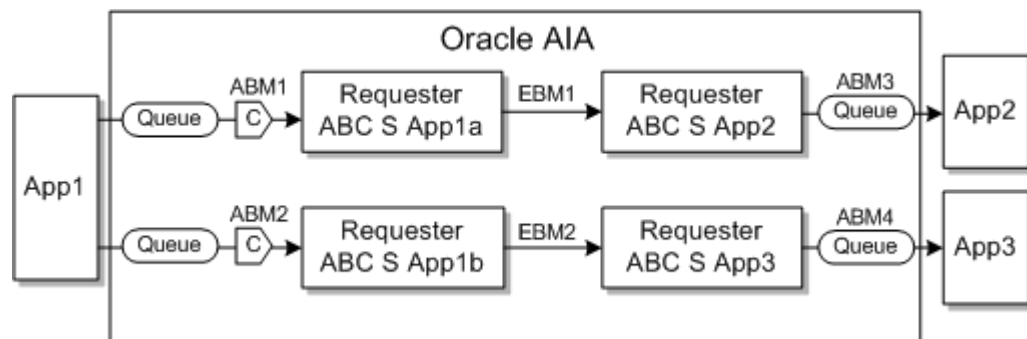 Oracle AIA
App1
Queue
ABM1
C
Requester
ABC S App1a
EBM1
Requester
ABC S App2
ABM3
Queue
App2
Queue
ABM2
C
Requester
ABC S App1b
EBM2
Requester
ABC S App3
ABM4
Queue
App3